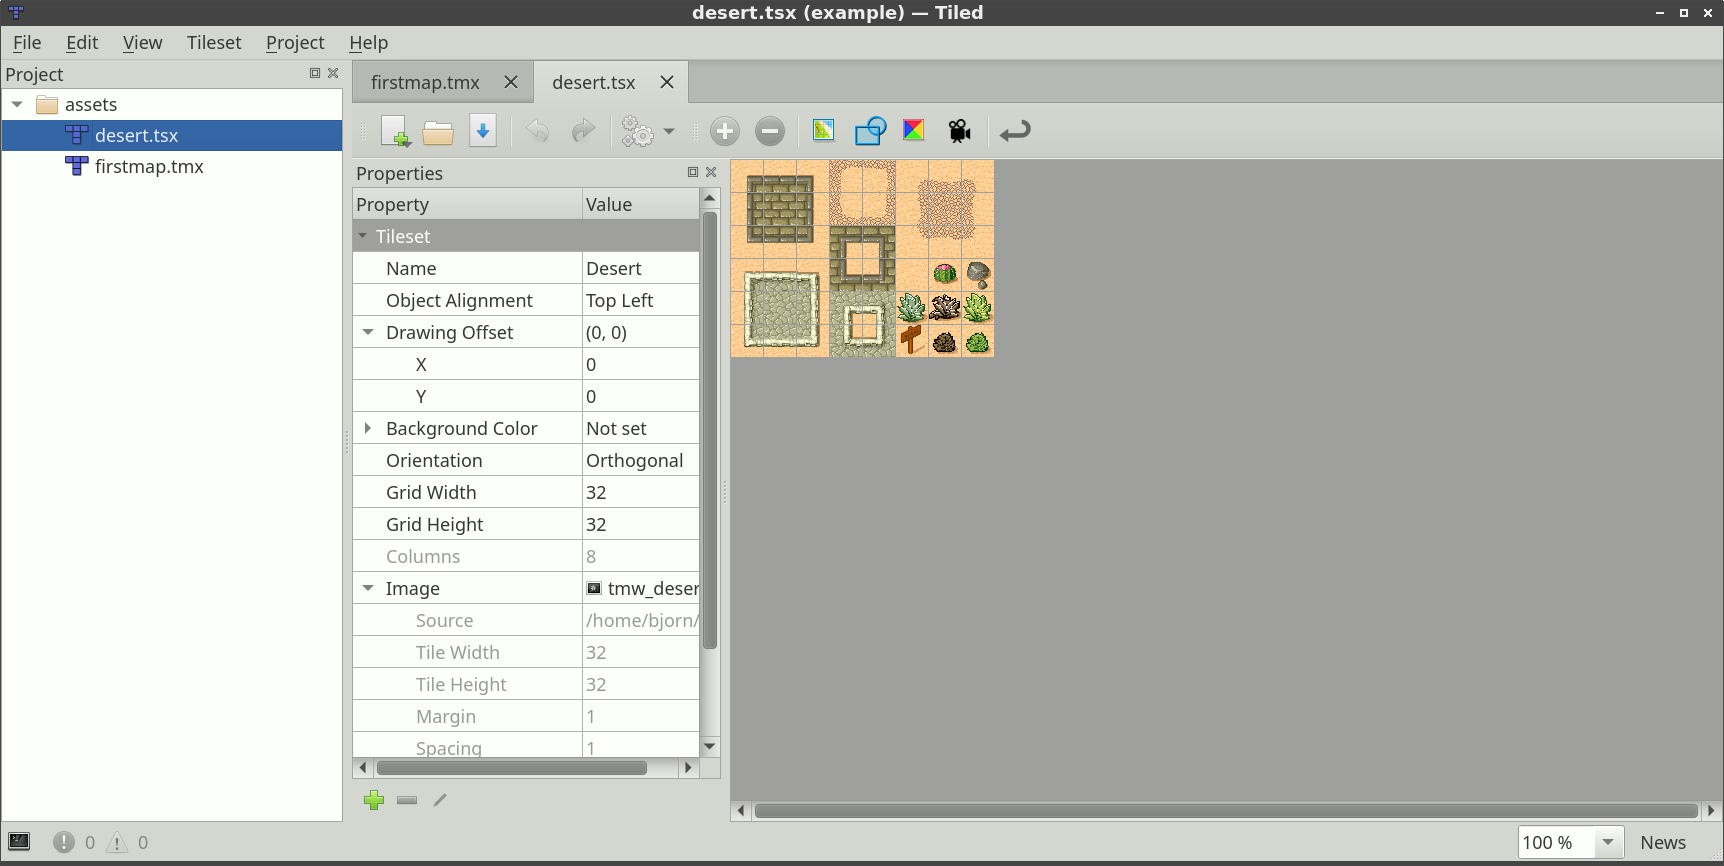 desert.tsx (example) — Tiled
File Edit View Tileset Project Help
Project
assets
desert.tsx
firstmap.tmx
firstmap.tmx
desert.tsx
Properties
Property Value
Tileset
Name Desert
Object Alignment Top Left
Drawing Offset (0, 0)
X 0
Y 0
Background Color Not set
Orientation Orthogonal
Grid Width 32
Grid Height 32
Columns 8
Image tmw_deser
Source /home/bjorn/
Tile Width 32
Tile Height 32
Margin 1
Spacing 1
0 0
100 % News